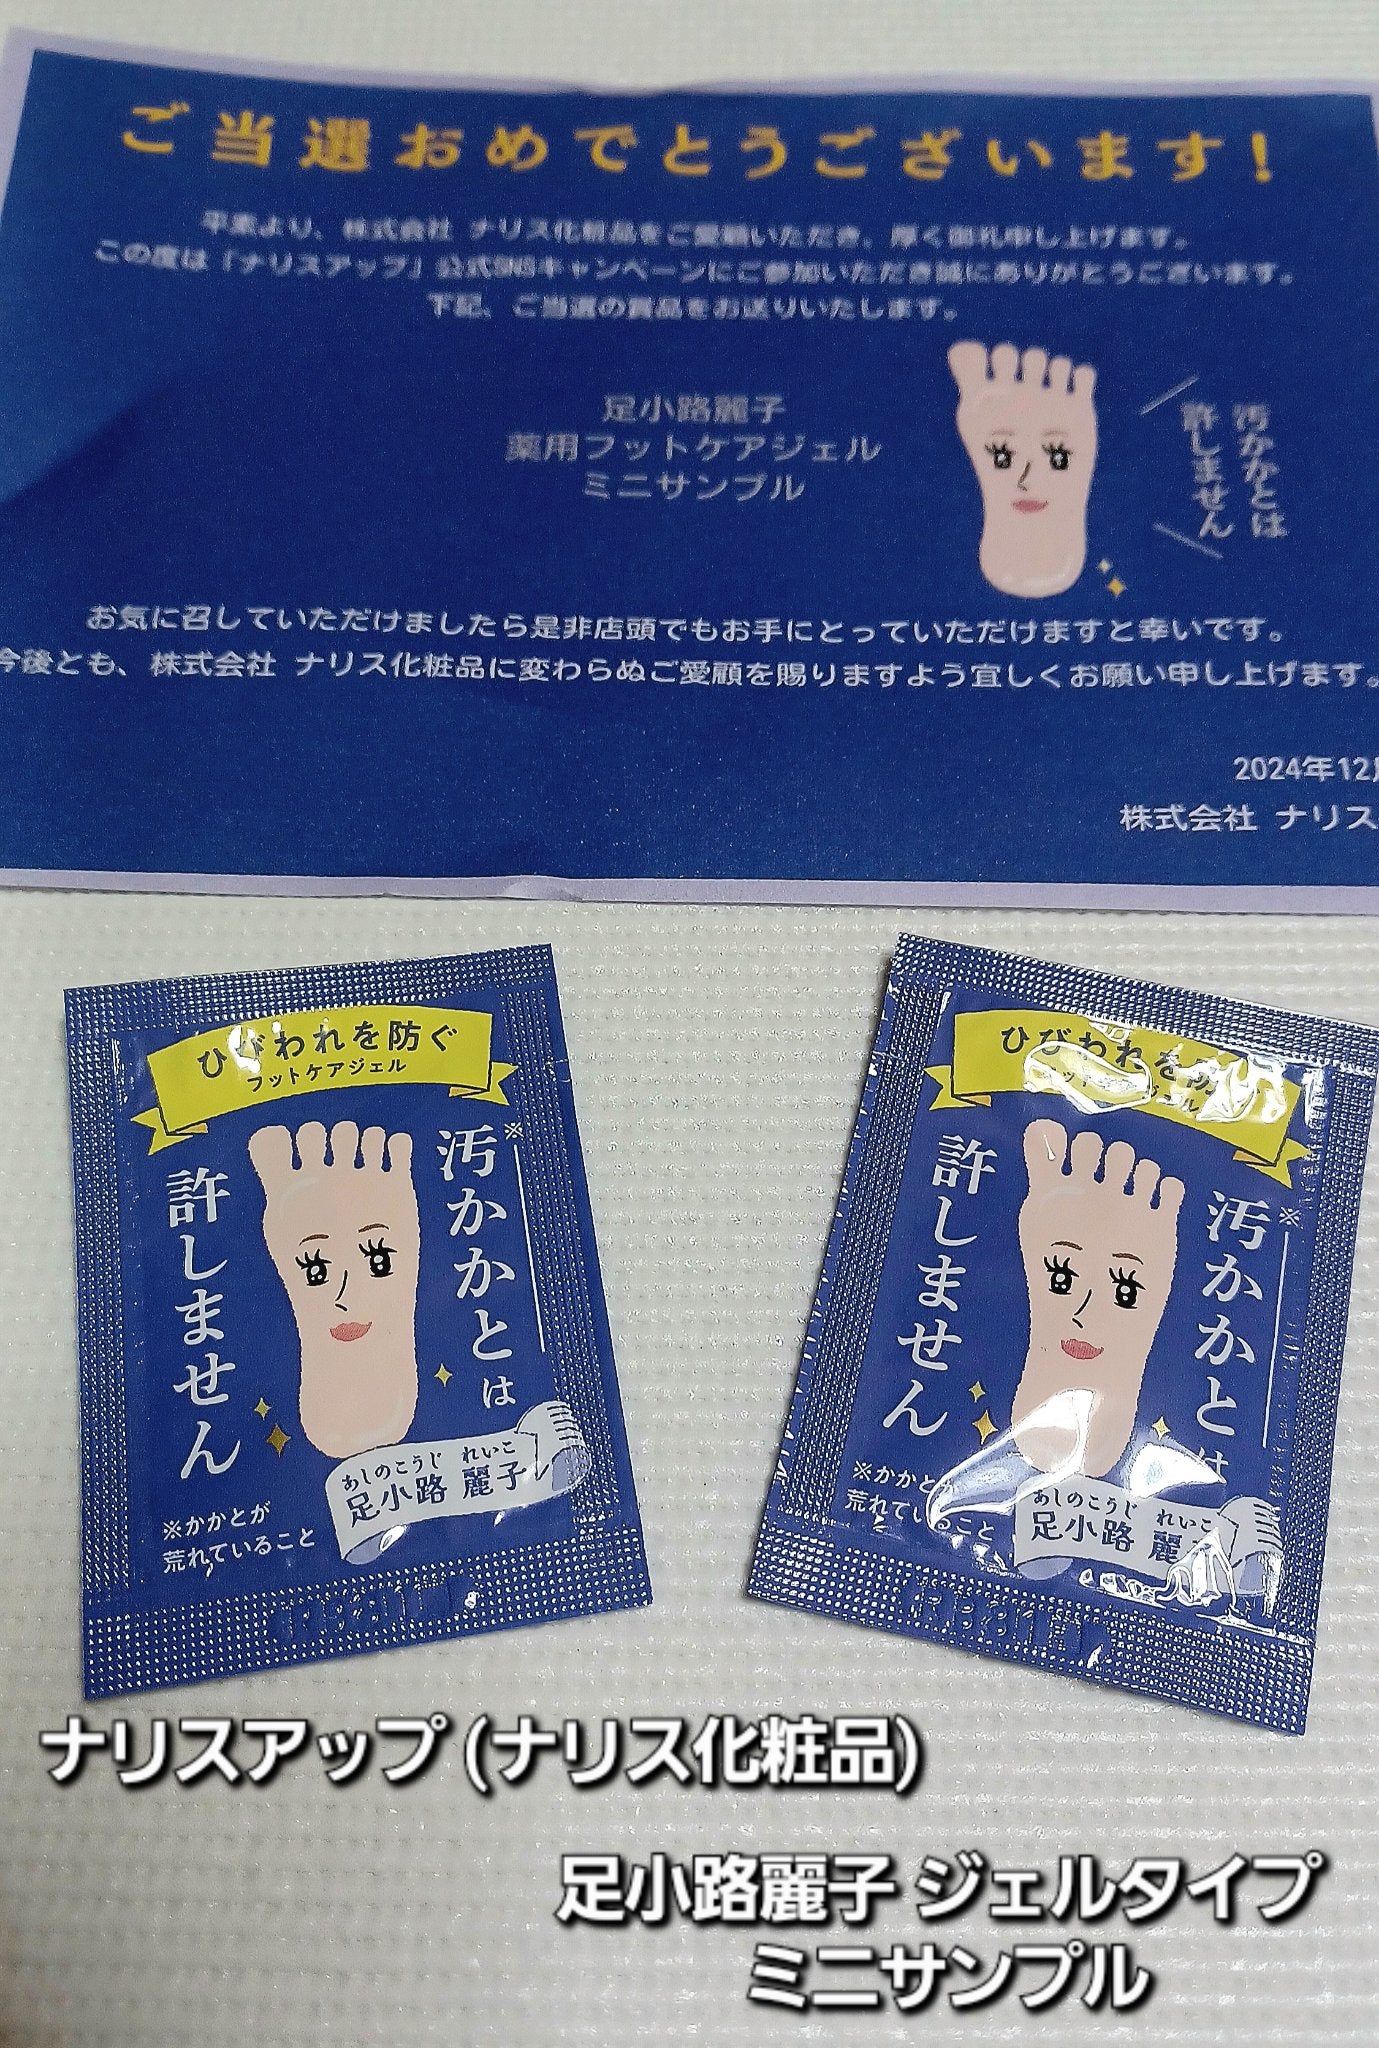 ご当選おめでとうございます!
平素より、株式会社 ナリス化粧品をご愛顧いただき、厚く御礼申し上げます。
この度は「ナリスアップ」公式SNSキャンペーンにご参加いただき誠にありがとうございます。
下記、ご当選の賞品をお送りいたします。
足小路麗子
薬用フットケアジェル
ミニサンプル
汚かかとは
許しません
お気に召していただけましたら是非店頭でもお手にとっていただけますと幸いです。
今後とも、株式会社 ナリス化粧品に変わらぬご愛顧を賜りますよう宜しくお願い申し上げます。
2024年12
株式会社 ナリス
ひびわれを防ぐ
フットケアジェル
汚かかとは※
許しません
あしのこうじ れいこ
足小路 麗子
※かかとが
荒れていること
ひびわれを防
汚かかとは※
許しません
あしのこうじ れいこ
足小路 麗
※かかとが
荒れていること
ナリスアップ (ナリス化粧品)
足小路麗子 ジェルタイプ
ミニサンプル